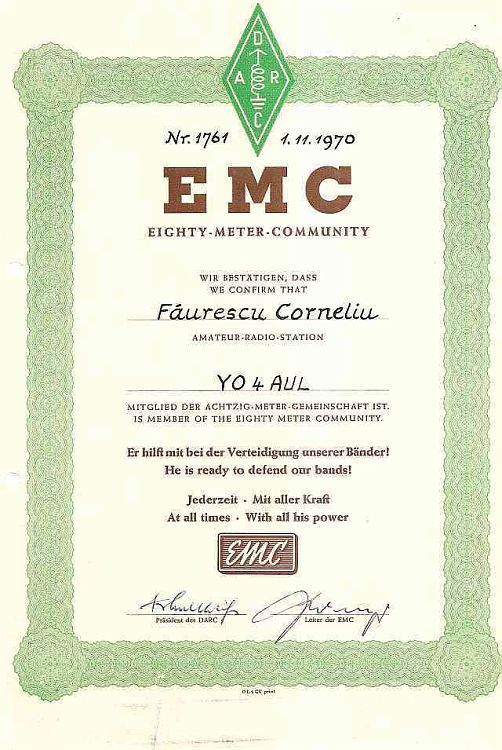 D
A R
C
Nr. 1761 1.11.1970
EMC
EIGHTY-METER-COMMUNITY
WIR BESTÄTIGEN, DASS
WE CONFIRM THAT
Făurescu Corneliu
AMATEUR-RADIO-STATION
YO 4 AUL
MITGLIED DER ACHTZIG-METER-GEMEINSCHAFT IST.
IS MEMBER OF THE EIGHTY METER COMMUNITY.
Er hilft mit bei der Verteidigung unserer Bänder!
He is ready to defend our bands!
Jederzeit · Mit aller Kraft
At all times · With all his power
EMC
Präsident des DARC Leiter der EMC